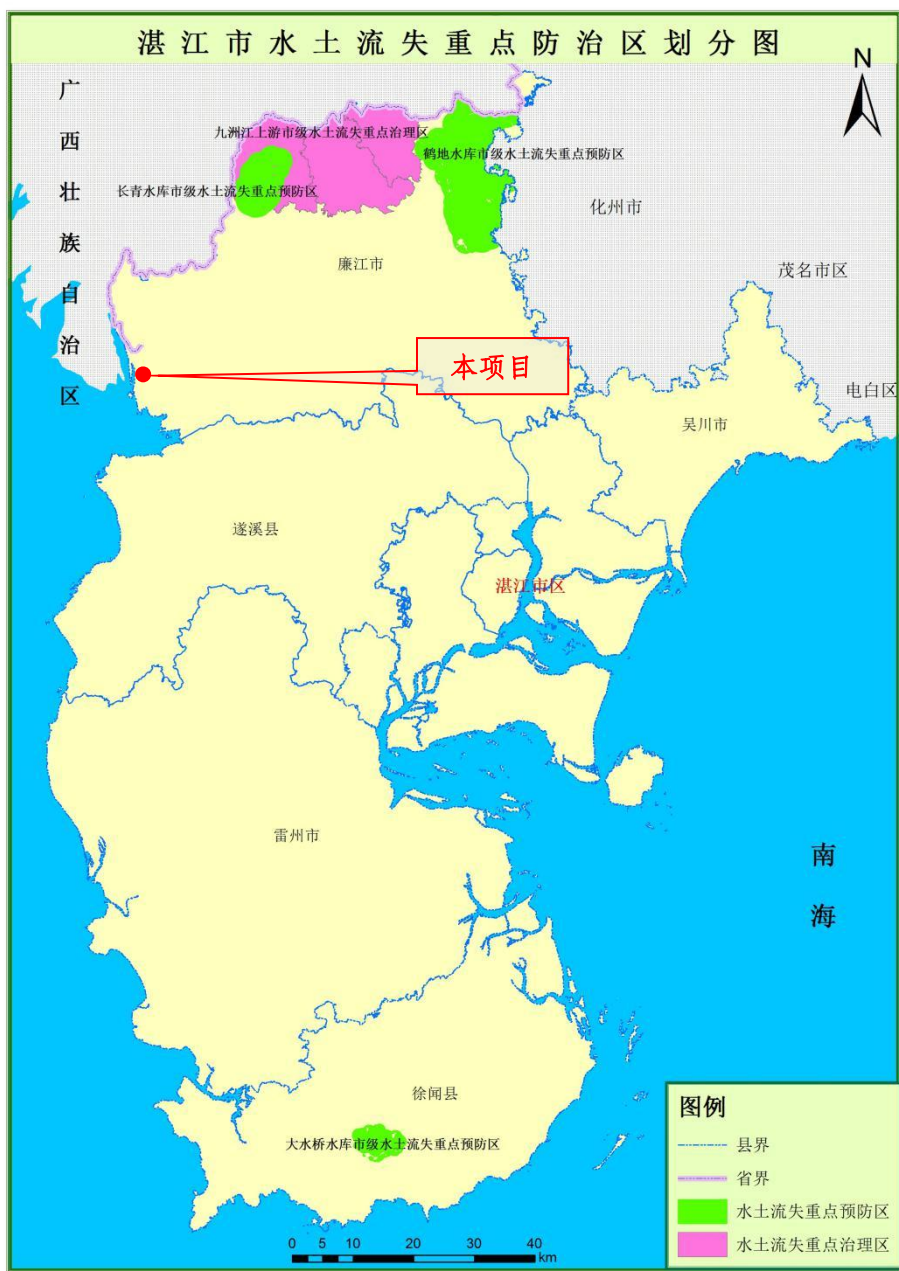 湛江市水土流失重点防治区划分图
N
广西壮族自治区
九洲江上游市级水土流失重点治理区
鹤地水库市级水土流失重点预防区
长青水库市级水土流失重点预防区
化州市
廉江市
茂名市区
本项目
电白区
吴川市
遂溪县
湛江市区
雷州市
南海
徐闻县
大水桥水库市级水土流失重点预防区
图例
县界
省界
水土流失重点预防区
水土流失重点治理区
0 5 10 20 30 40
km